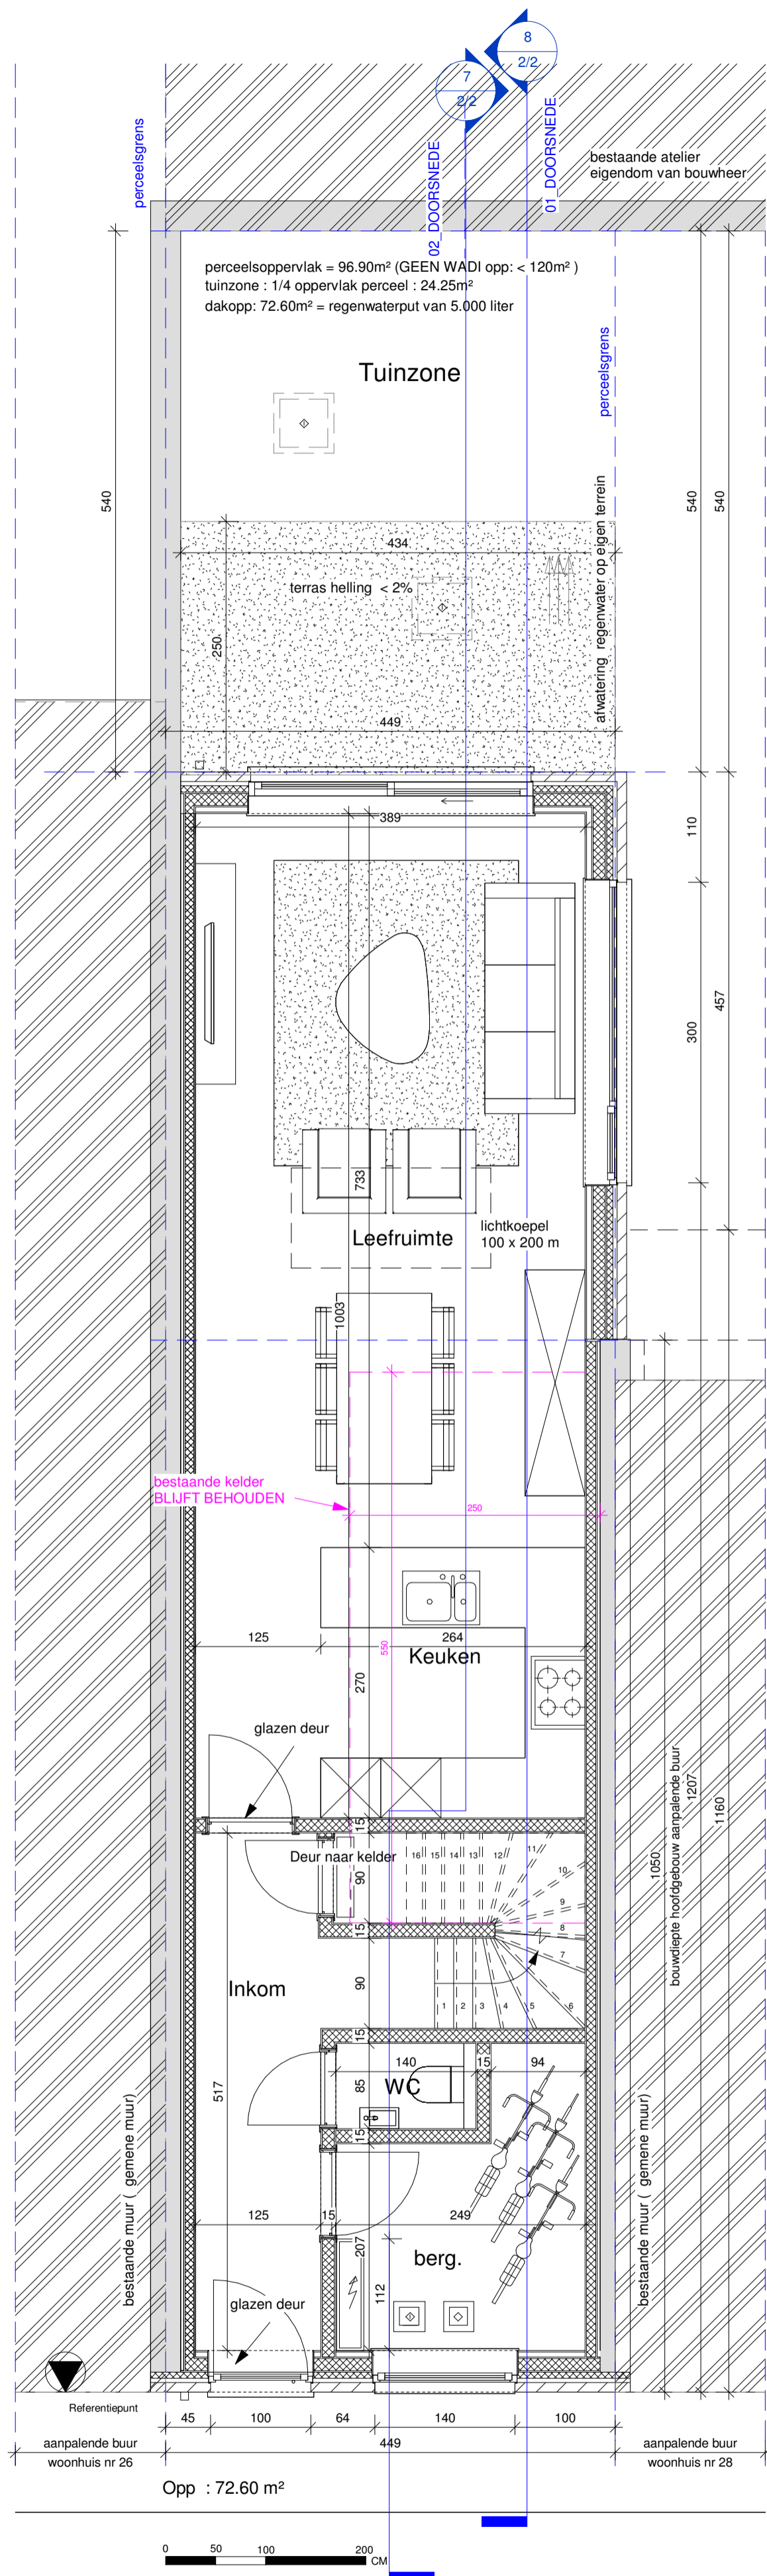 8
2/2
7
2/2
perceelsgrens
02_DOORSNEDE
01_DOORSNEDE
bestaande atelier
eigendom van bouwheer
perceelsoppervlak = 96.90m² (GEEN WADI opp: < 120m² )
tuinzone : 1/4 oppervlak perceel : 24.25m²
dakopp: 72.60m² = regenwaterput van 5.000 liter
perceelsgrens
Tuinzone
540
540
540
afwatering regenwater op eigen terrein
434
terras helling < 2%
250
449
389
110
457
300
733
Leefruimte
lichtkoepel
100 x 200 m
1003
bestaande kelder
BLIJFT BEHOUDEN
250
125
264
550
Keuken
270
glazen deur
1050
bouwdiepte hoofdgebouw aanpalende buur
1207
1160
15
Deur naar kelder
90
16
15
14
13
12
11
10
9
8
7
15
Inkom
90
1
2
3
4
5
6
15
517
140
15
94
85
WC
15
bestaande muur ( gemene muur)
bestaande muur ( gemene muur)
125
15
249
207
berg.
112
glazen deur
Referentiepunt
45
100
64
140
100
aanpalende buur
449
aanpalende buur
woonhuis nr 26
woonhuis nr 28
Opp : 72.60 m²
0
50
100
200
CM